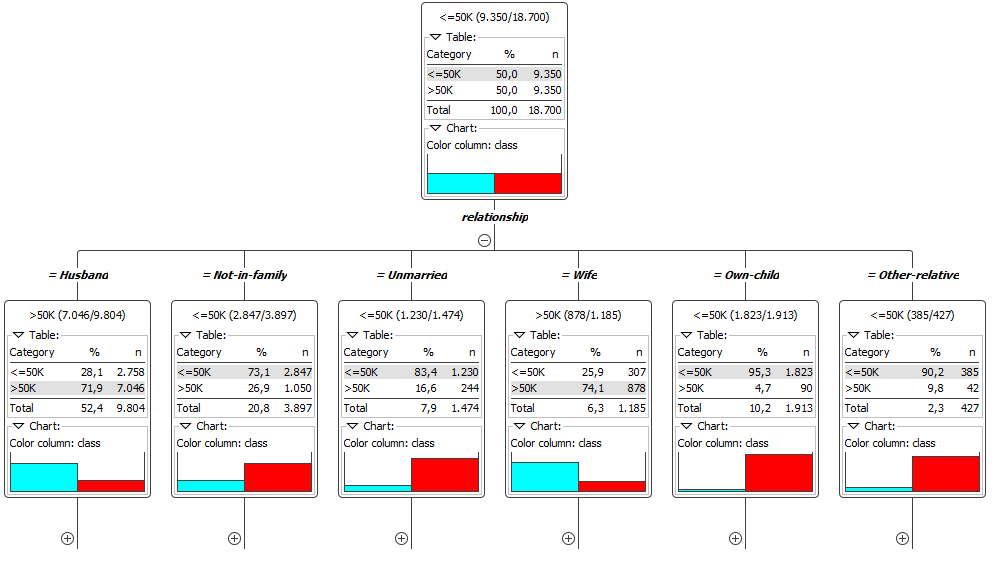 <=50K (9.350/18.700)
Table:
Category % n
<=50K 50,0 9.350
>50K 50,0 9.350
Total 100,0 18.700
Chart:
Color column: class
relationship
= Husband
>50K (7.046/9.804)
Table:
Category % n
<=50K 28,1 2.758
>50K 71,9 7.046
Total 52,4 9.804
Chart:
Color column: class
= Not-in-family
<=50K (2.847/3.897)
Table:
Category % n
<=50K 73,1 2.847
>50K 26,9 1.050
Total 20,8 3.897
Chart:
Color column: class
= Unmarried
<=50K (1.230/1.474)
Table:
Category % n
<=50K 83,4 1.230
>50K 16,6 244
Total 7,9 1.474
Chart:
Color column: class
= Wife
>50K (878/1.185)
Table:
Category % n
<=50K 25,9 307
>50K 74,1 878
Total 6,3 1.185
Chart:
Color column: class
= Own-child
<=50K (1.823/1.913)
Table:
Category % n
<=50K 95,3 1.823
>50K 4,7 90
Total 10,2 1.913
Chart:
Color column: class
= Other-relative
<=50K (385/427)
Table:
Category % n
<=50K 90,2 385
>50K 9,8 42
Total 2,3 427
Chart:
Color column: class